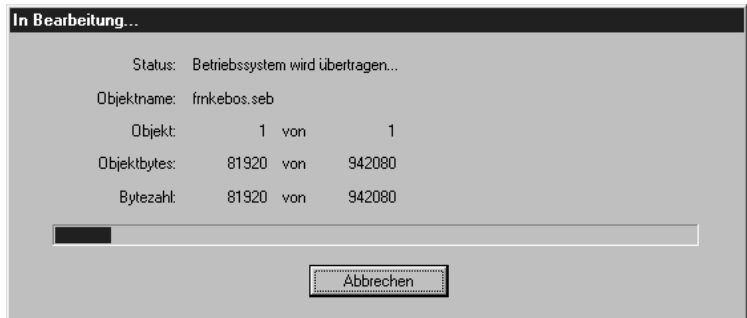 In Bearbeitung...
Status: Betriebssystem wird übertragen...
Objektname: frnkebos.seb
Objekt: 1 von 1
Objektbytes: 81920 von 942080
Bytezahl: 81920 von 942080
Abbrechen